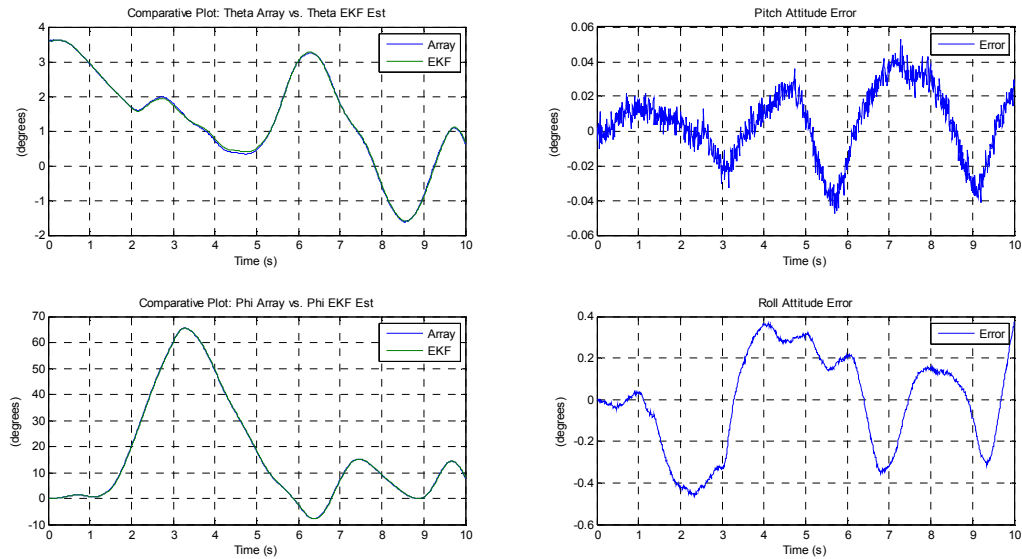 Comparative Plot: Theta Array vs. Theta EKF Est
4
3
2
1
0
-1
-2
(degrees)
Array
EKF
0 1 2 3 4 5 6 7 8 9 10
Time (s)
Pitch Attitude Error
0.06
0.04
0.02
0
-0.02
-0.04
-0.06
(degrees)
Error
0 1 2 3 4 5 6 7 8 9 10
Time (s)
Comparative Plot: Phi Array vs. Phi EKF Est
70
60
50
40
30
20
10
0
-10
(degrees)
Array
EKF
0 1 2 3 4 5 6 7 8 9 10
Time (s)
Roll Attitude Error
0.4
0.2
0
-0.2
-0.4
-0.6
(degrees)
Error
0 1 2 3 4 5 6 7 8 9 10
Time (s)